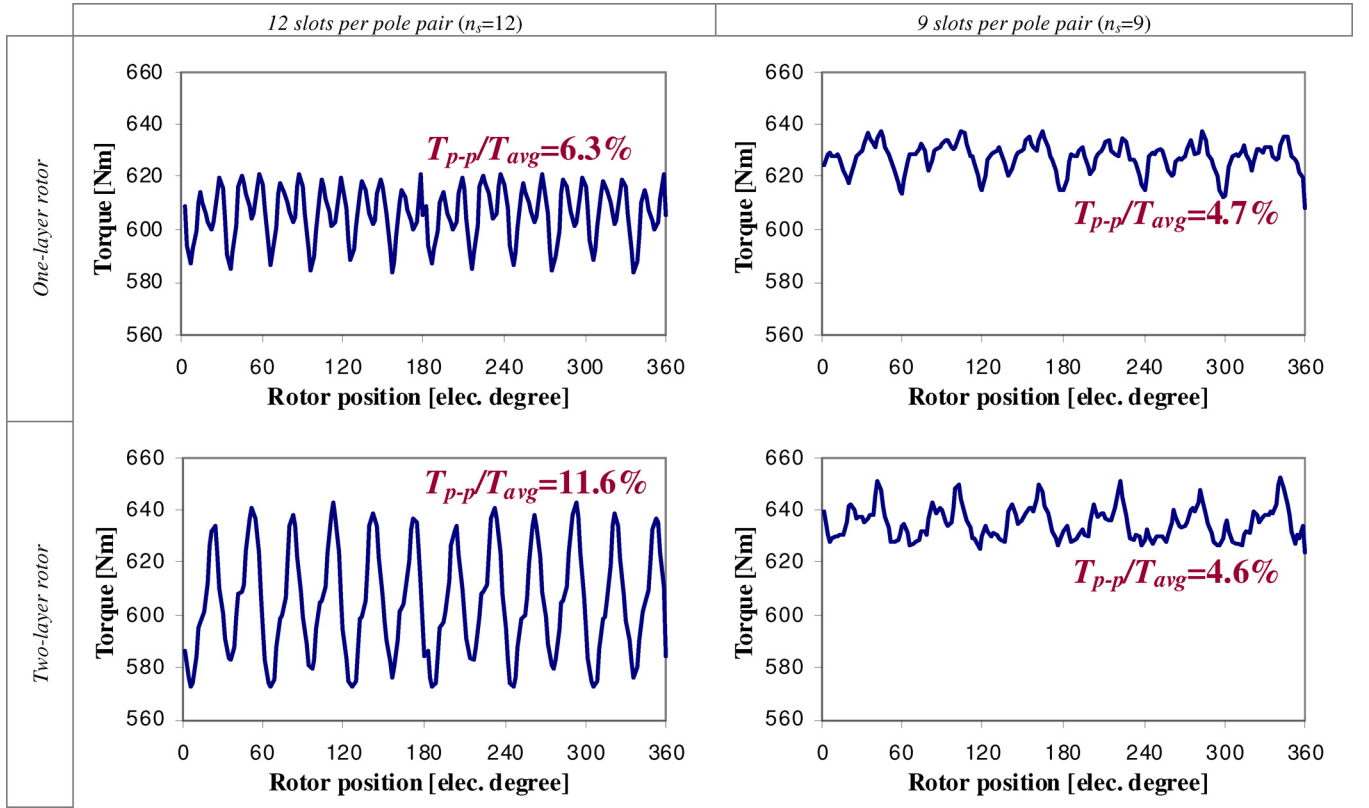 12 slots per pole pair (ns=12)
9 slots per pole pair (ns=9)
One-layer rotor
Torque [Nm]
660
640
620
600
580
560
Tp-p/Tavg=6.3%
0 60 120 180 240 300 360
Rotor position [elec. degree]
Torque [Nm]
660
640
620
600
580
560
Tp-p/Tavg=4.7%
0 60 120 180 240 300 360
Rotor position [elec. degree]
Two-layer rotor
Torque [Nm]
660
640
620
600
580
560
Tp-p/Tavg=11.6%
0 60 120 180 240 300 360
Rotor position [elec. degree]
Torque [Nm]
660
640
620
600
580
560
Tp-p/Tavg=4.6%
0 60 120 180 240 300 360
Rotor position [elec. degree]